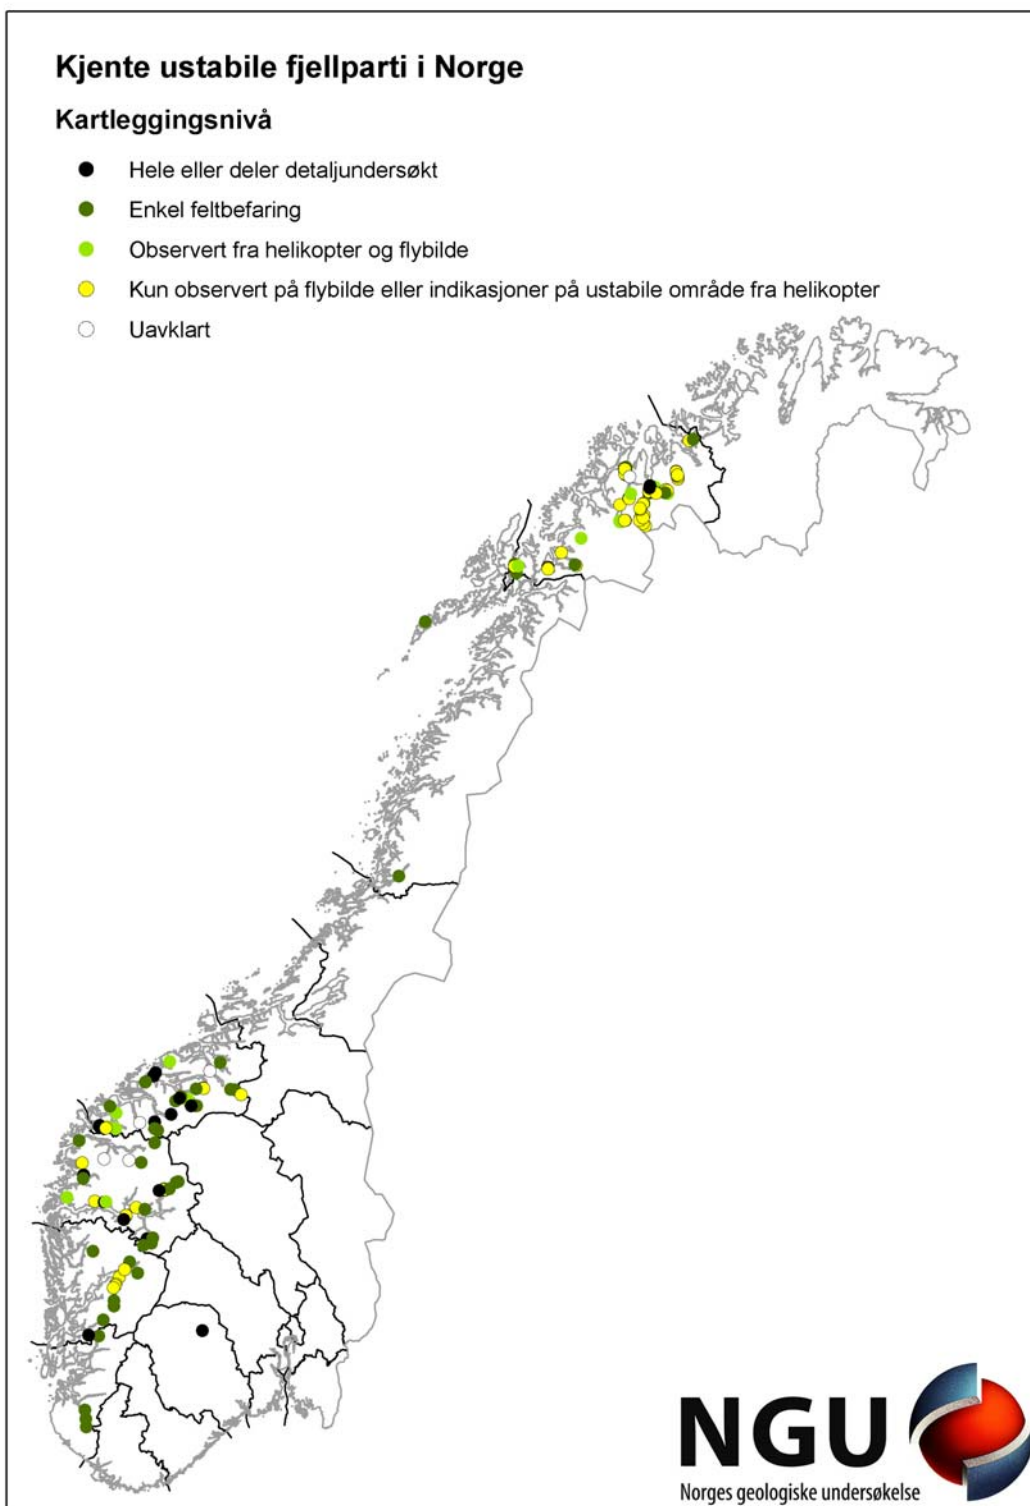 Kjente ustabile fjellparti i Norge
Kartleggingsnivå
Hele eller deler detaljundersøkt
Enkel feltbefaring
Observert fra helikopter og flybilde
Kun observert på flybilde eller indikasjoner på ustabile område fra helikopter
Uavklart
NGU
Norges geologiske undersøkelse